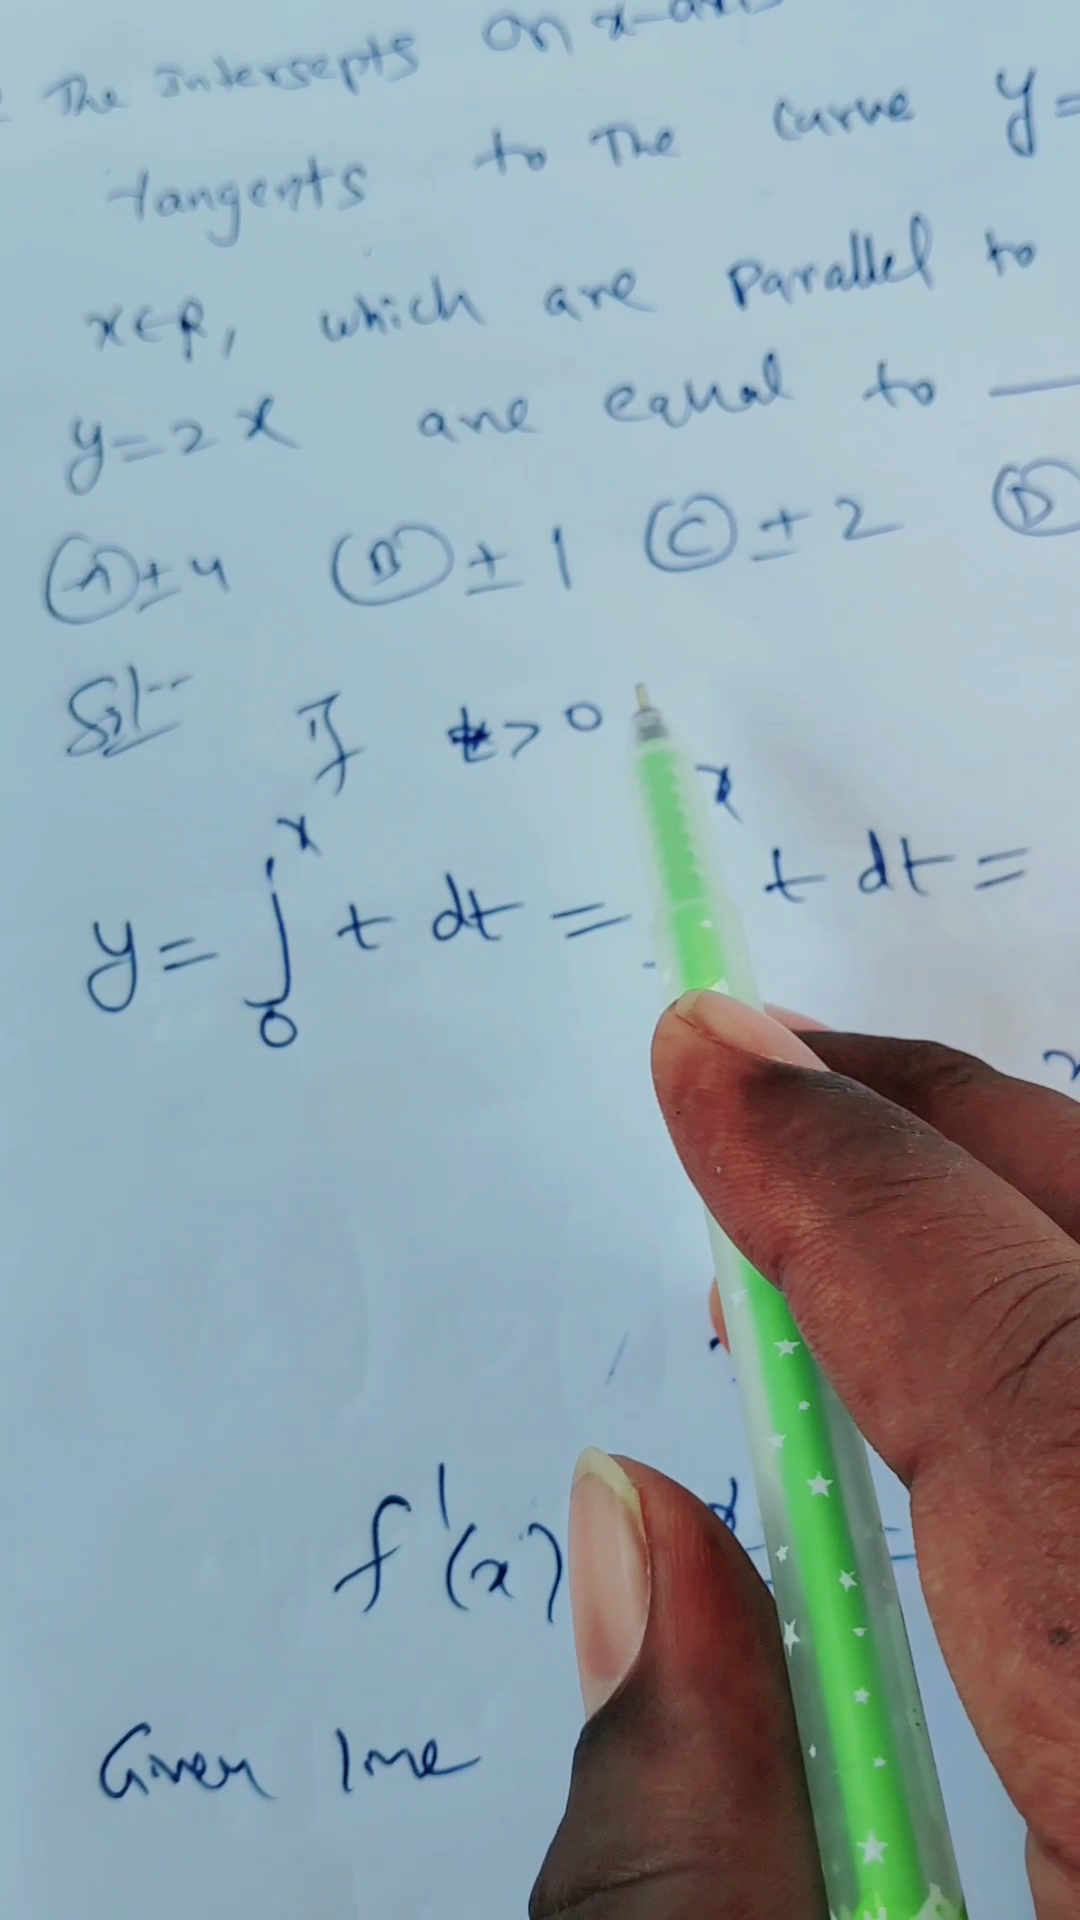 The Intersepts on x-axis
tangents to The curve y=
x∈R, which are parallel to
y=2x are equal to —
(A) ±4 (B) ±1 (C) ±2 (D)
Sol:- If t>0
y= ∫₀ˣ t dt = x t dt =
f'(x)
Given line